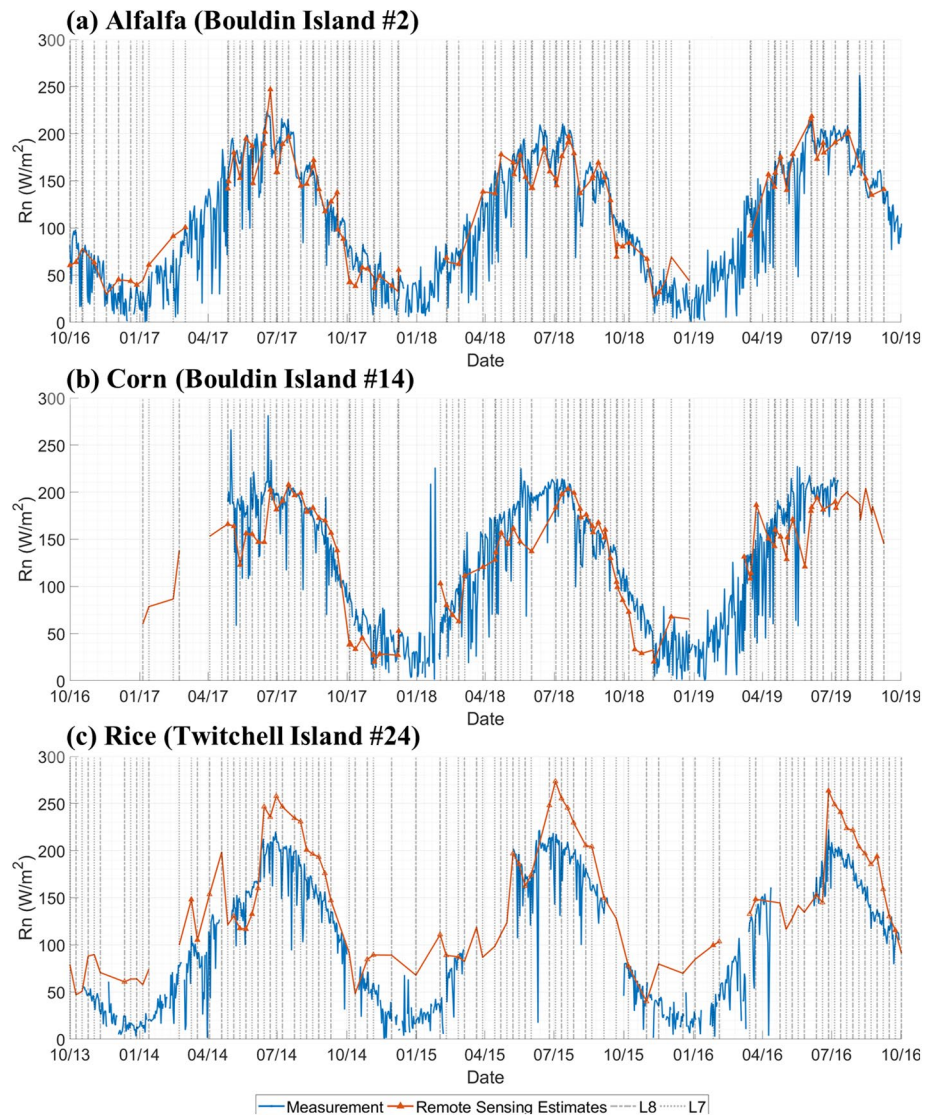 (a) Alfalfa (Bouldin Island #2)
300
250
200
150
100
50
0
Rn (W/m²)
10/16 01/17 04/17 07/17 10/17 01/18 04/18 07/18 10/18 01/19 04/19 07/19 10/19
Date
(b) Corn (Bouldin Island #14)
300
250
200
150
100
50
0
Rn (W/m²)
10/16 01/17 04/17 07/17 10/17 01/18 04/18 07/18 10/18 01/19 04/19 07/19 10/19
Date
(c) Rice (Twitchell Island #24)
300
250
200
150
100
50
0
Rn (W/m²)
10/13 01/14 04/14 07/14 10/14 01/15 04/15 07/15 10/15 01/16 04/16 07/16 10/16
Date
Measurement Remote Sensing Estimates L8 L7